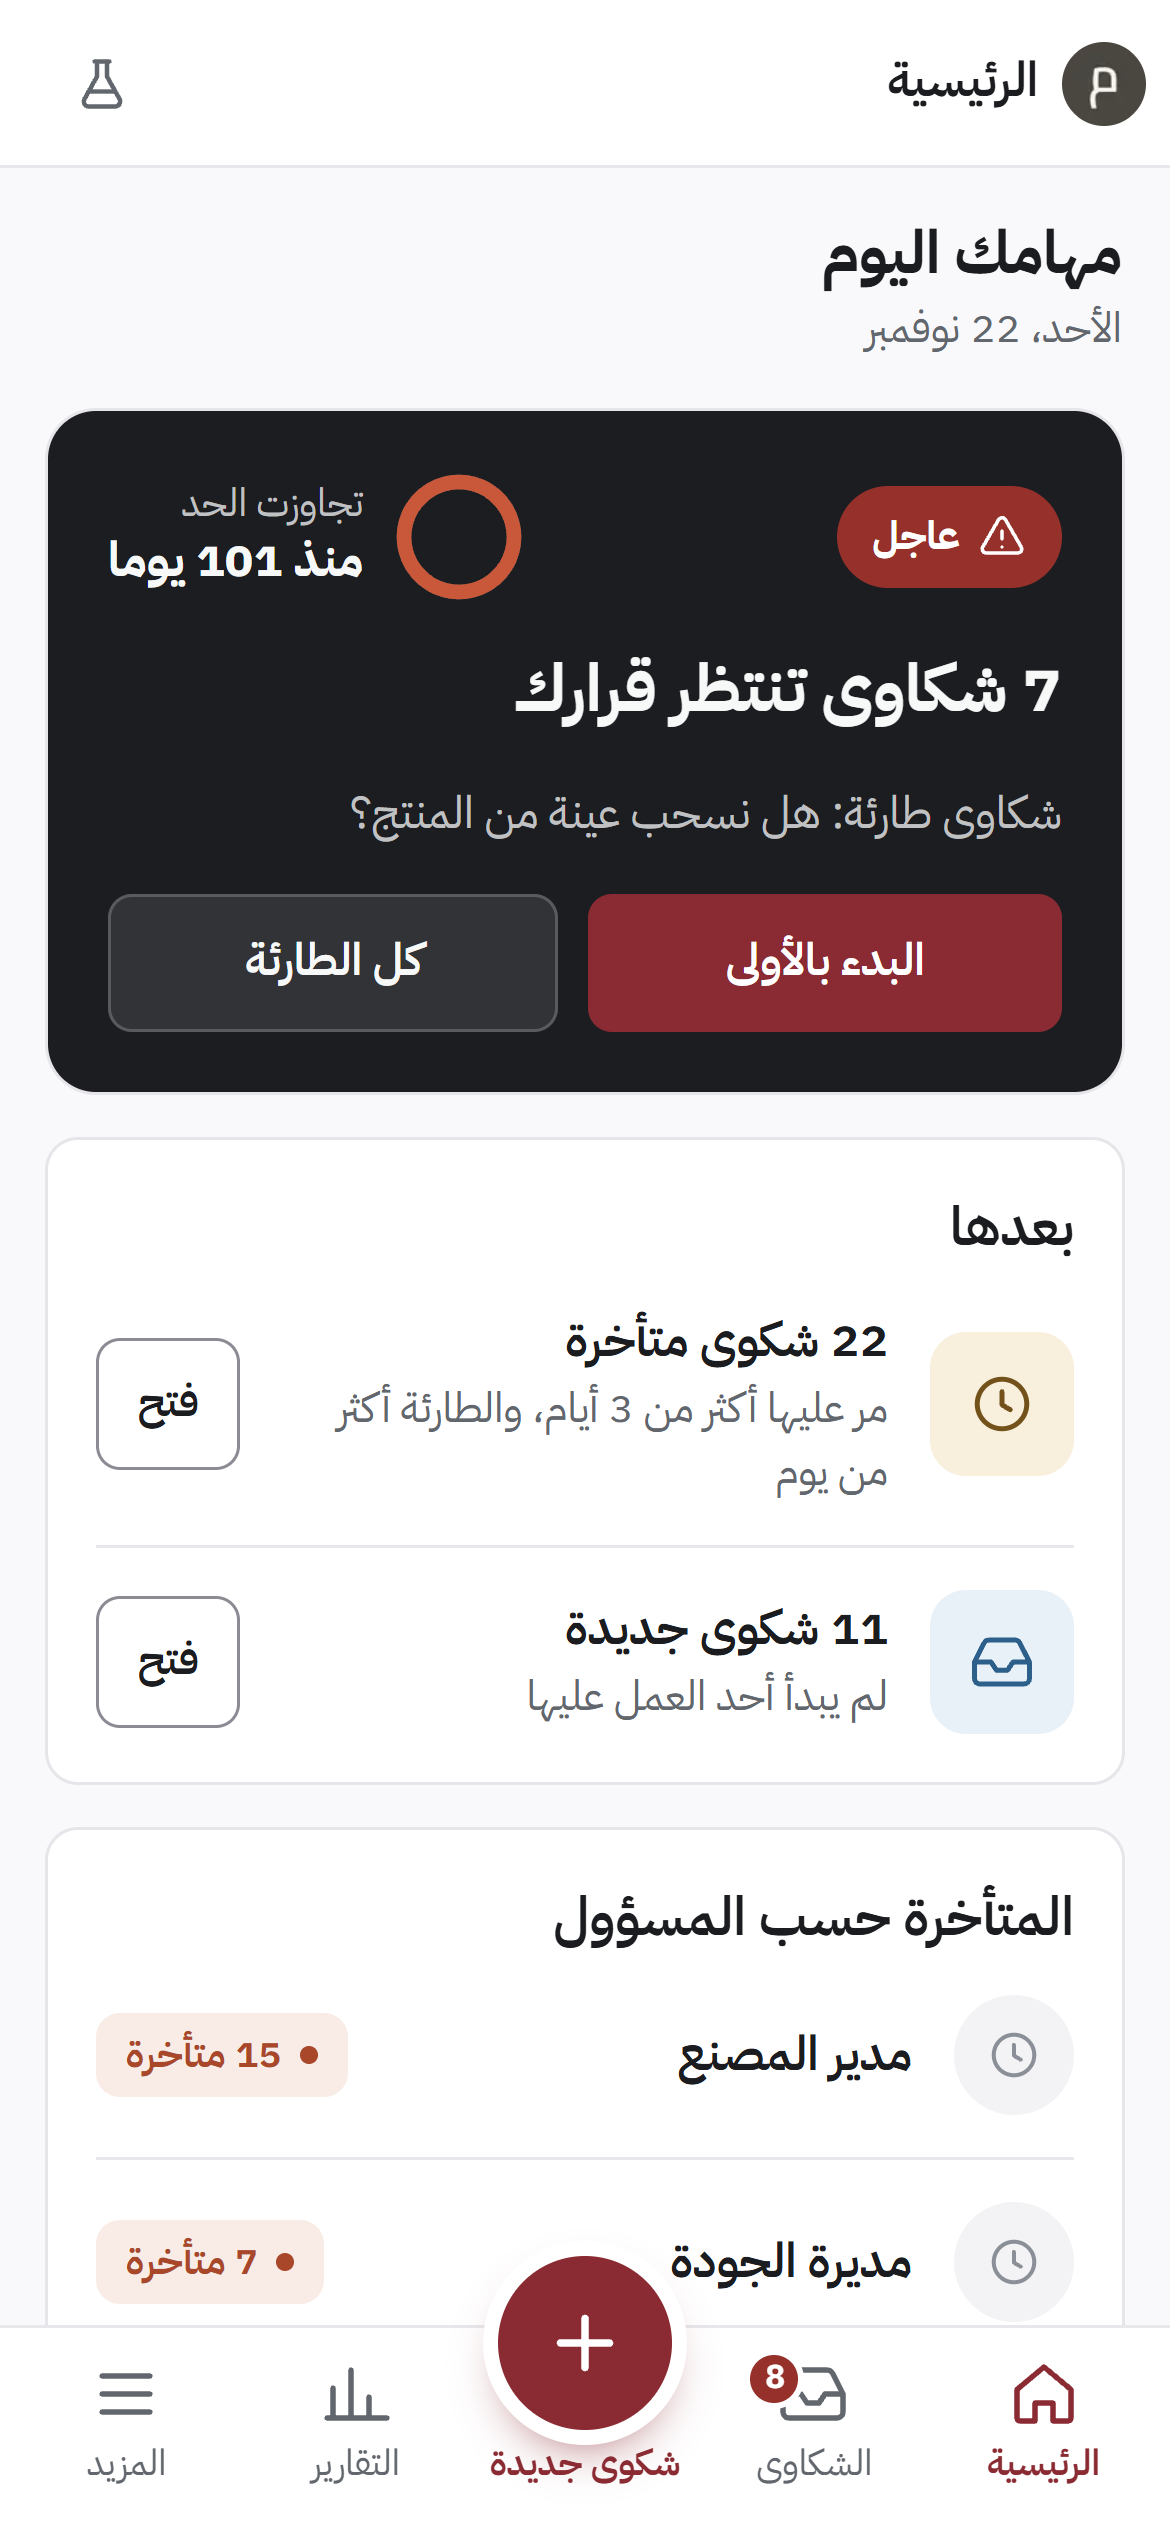 م
الرئيسية
مهامك اليوم
الأحد، 22 نوفمبر
عاجل
تجاوزت الحد
منذ 101 يوما
7 شكاوى تنتظر قرارك
شكاوى طارئة: هل نسحب عينة من المنتج؟
البدء بالأولى
كل الطارئة
بعدها
22 شكوى متأخرة
مر عليها أكثر من 3 أيام، والطارئة أكثر
من يوم
فتح
11 شكوى جديدة
لم يبدأ أحد العمل عليها
فتح
المتأخرة حسب المسؤول
مدير المصنع
15 متأخرة
مديرة الجودة
7 متأخرة
الرئيسية
8
الشكاوى
شكوى جديدة
التقارير
المزيد